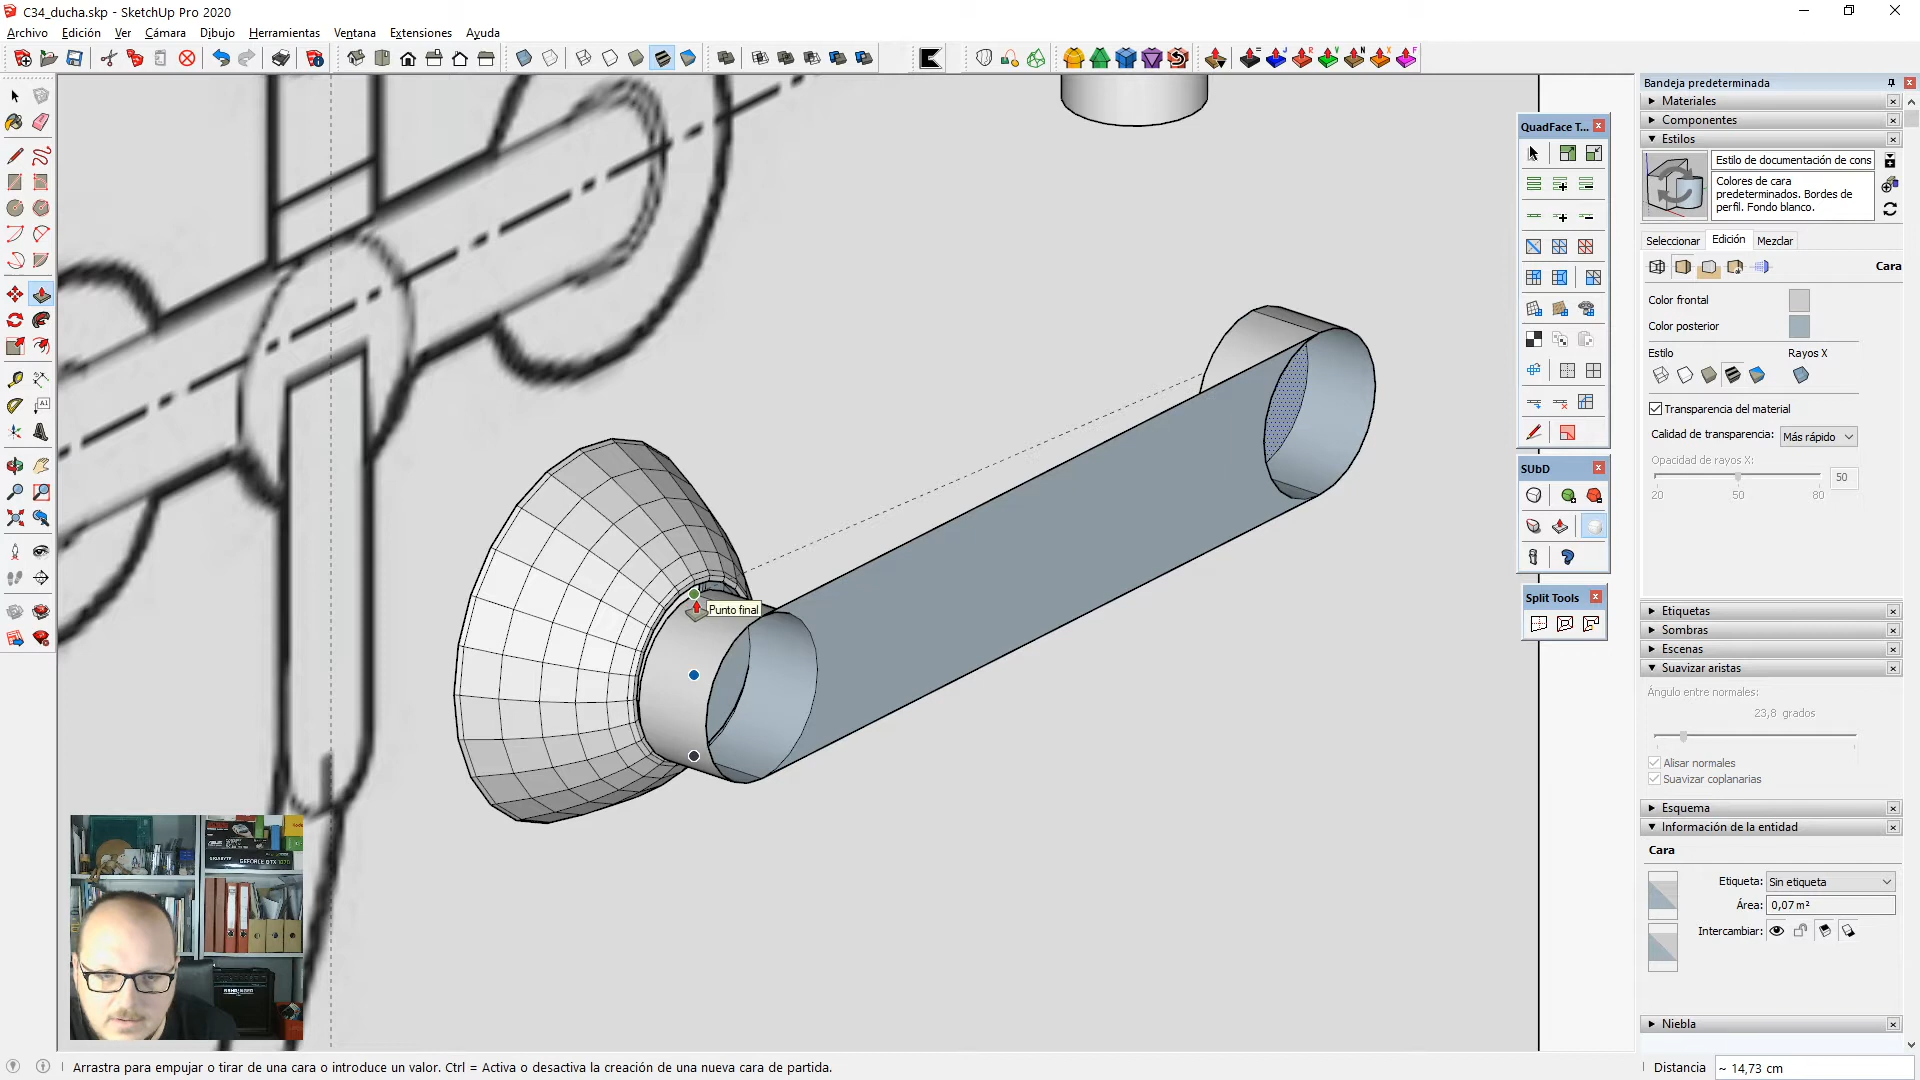 C34_ducha.skp - SketchUp Pro 2020
Archivo Edición Ver Cámara Dibujo Herramientas Ventana Extensiones Ayuda
Bandeja predeterminada
Materiales
Componentes
Estilos
Estilo de documentación de cons
Colores de cara
predeterminados. Bordes de
perfil. Fondo blanco.
Seleccionar Edición Mezclar
Cara
Color frontal
Color posterior
Estilo Rayos X
Transparencia del material
Calidad de transparencia: Más rápido
Opacidad de rayos X: 50
20 50 80
Etiquetas
Sombras
Escenas
Suavizar aristas
Ángulo entre normales:
23,8 grados
Alisar normales
Suavizar coplanarias
Esquema
Información de la entidad
Cara
Etiqueta: Sin etiqueta
Área: 0,07 m²
Intercambiar:
Niebla
QuadFace T...
SUbD
Split Tools
Punto final
Arrastra para empujar o tirar de una cara o introduce un valor. Ctrl = Activa o desactiva la creación de una nueva cara de partida.
Distancia ~ 14,73 cm